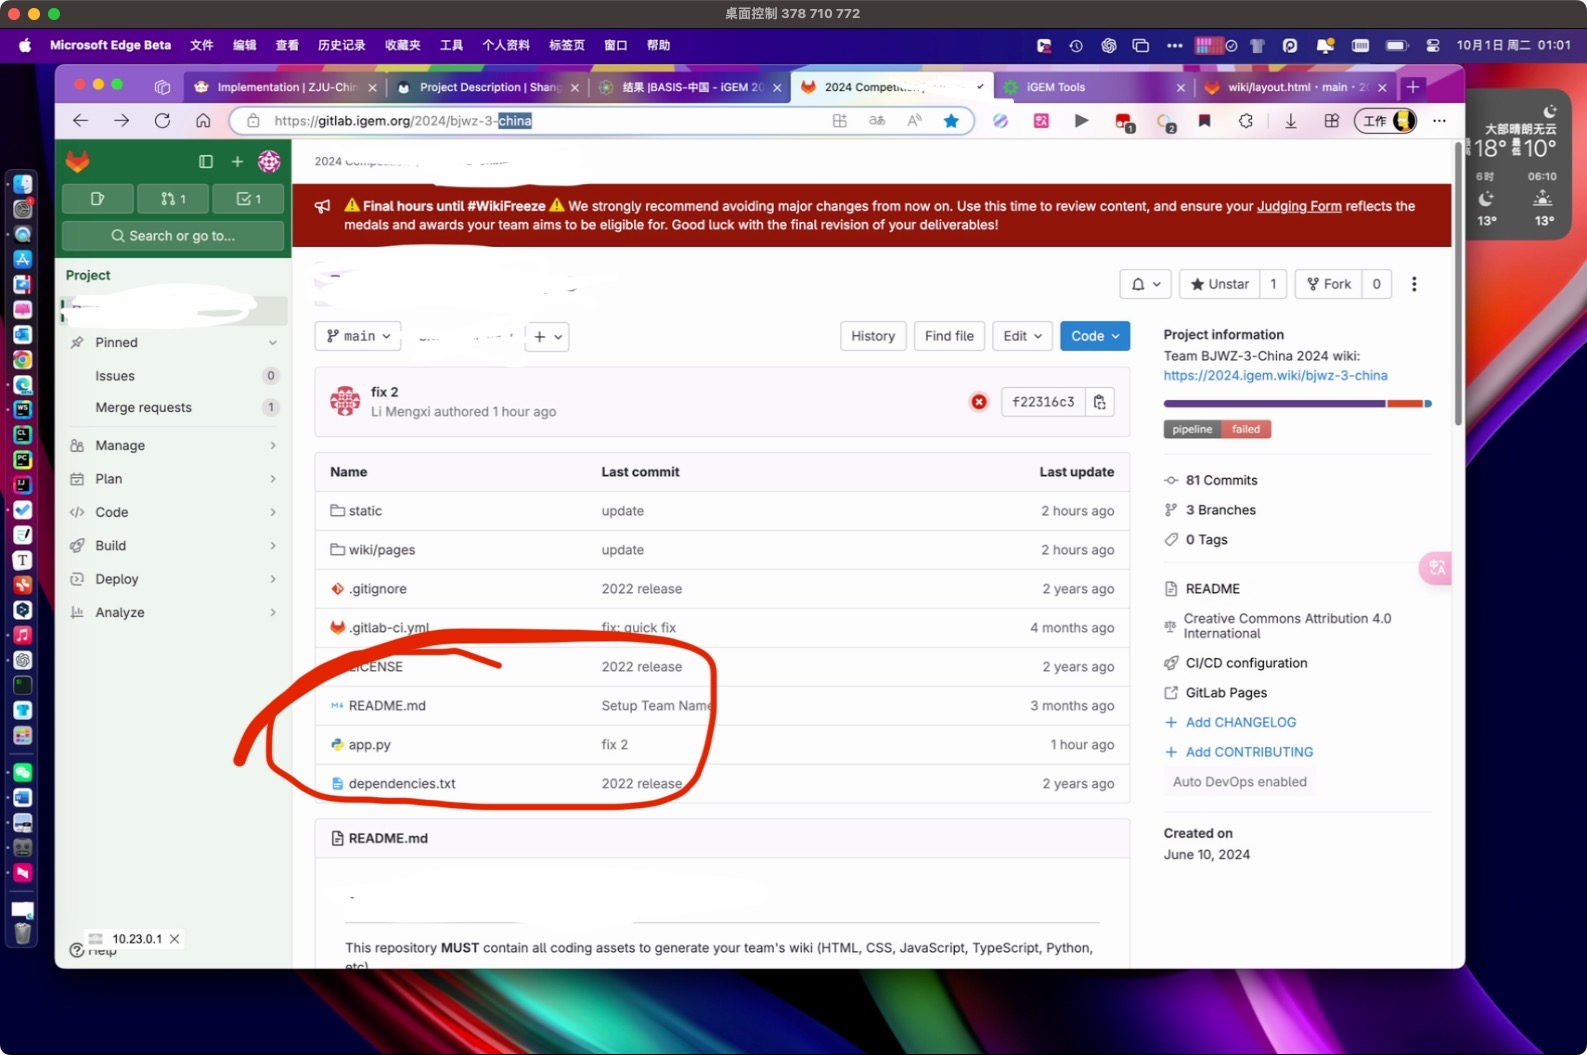 桌面控制 378 710 772
Microsoft Edge Beta 文件 编辑 查看 历史记录 收藏夹 工具 个人资料 标签页 窗口 帮助
10月1日 周二 01:01
Implementation | ZJU-Chin
Project Description | Shang
结果 |BASIS-中国 - iGEM 20
2024 Competit
iGEM Tools
wiki/layout.html · main · 20
https://gitlab.igem.org/2024/bjwz-3-china
工作
大部晴朗无云
最高18° 最低10°
6时 06:10
13° 13°
2024
⚠ Final hours until #WikiFreeze ⚠ We strongly recommend avoiding major changes from now on. Use this time to review content, and ensure your Judging Form reflects the
medals and awards your team aims to be eligible for. Good luck with the final revision of your deliverables!
1 1
Search or go to...
Project
Pinned
Issues 0
Merge requests 1
Manage
Plan
Code
Build
Deploy
Analyze
10.23.0.1
Help
Unstar 1 Fork 0
main
History Find file Edit Code
fix 2
Li Mengxi authored 1 hour ago
f22316c3
Name Last commit Last update
static update 2 hours ago
wiki/pages update 2 hours ago
.gitignore 2022 release 2 years ago
.gitlab-ci.yml fix: quick fix 4 months ago
LICENSE 2022 release 2 years ago
README.md Setup Team Name 3 months ago
app.py fix 2 1 hour ago
dependencies.txt 2022 release 2 years ago
README.md
This repository MUST contain all coding assets to generate your team's wiki (HTML, CSS, JavaScript, TypeScript, Python,
etc)
Project information
Team BJWZ-3-China 2024 wiki:
https://2024.igem.wiki/bjwz-3-china
pipeline failed
81 Commits
3 Branches
0 Tags
README
Creative Commons Attribution 4.0
International
CI/CD configuration
GitLab Pages
+ Add CHANGELOG
+ Add CONTRIBUTING
Auto DevOps enabled
Created on
June 10, 2024